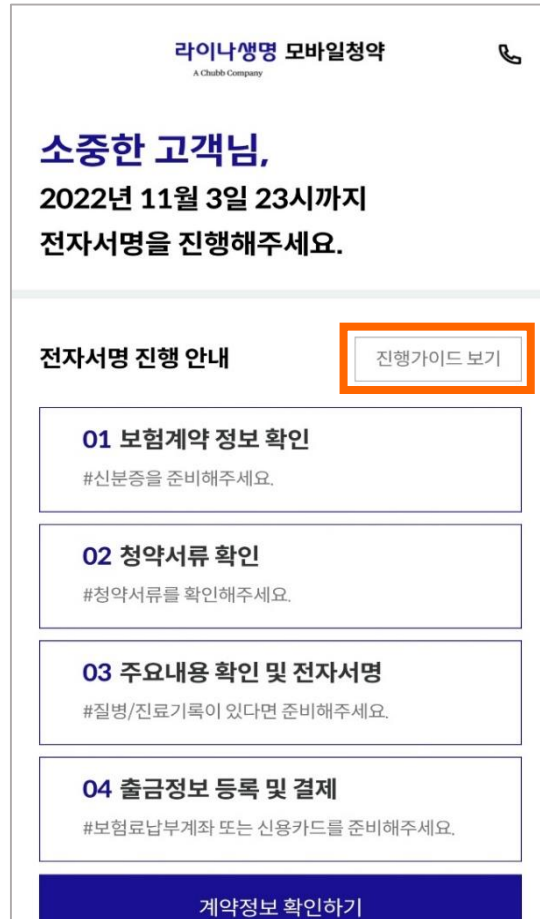 라이나생명 모바일청약
A Chubb Company
소중한 고객님,
2022년 11월 3일 23시까지
전자서명을 진행해주세요.
전자서명 진행 안내
진행가이드 보기
01 보험계약 정보 확인
#신분증을 준비해주세요.
02 청약서류 확인
#청약서류를 확인해주세요.
03 주요내용 확인 및 전자서명
#질병/진료기록이 있다면 준비해주세요.
04 출금정보 등록 및 결제
#보험료납부계좌 또는 신용카드를 준비해주세요.
계약정보 확인하기